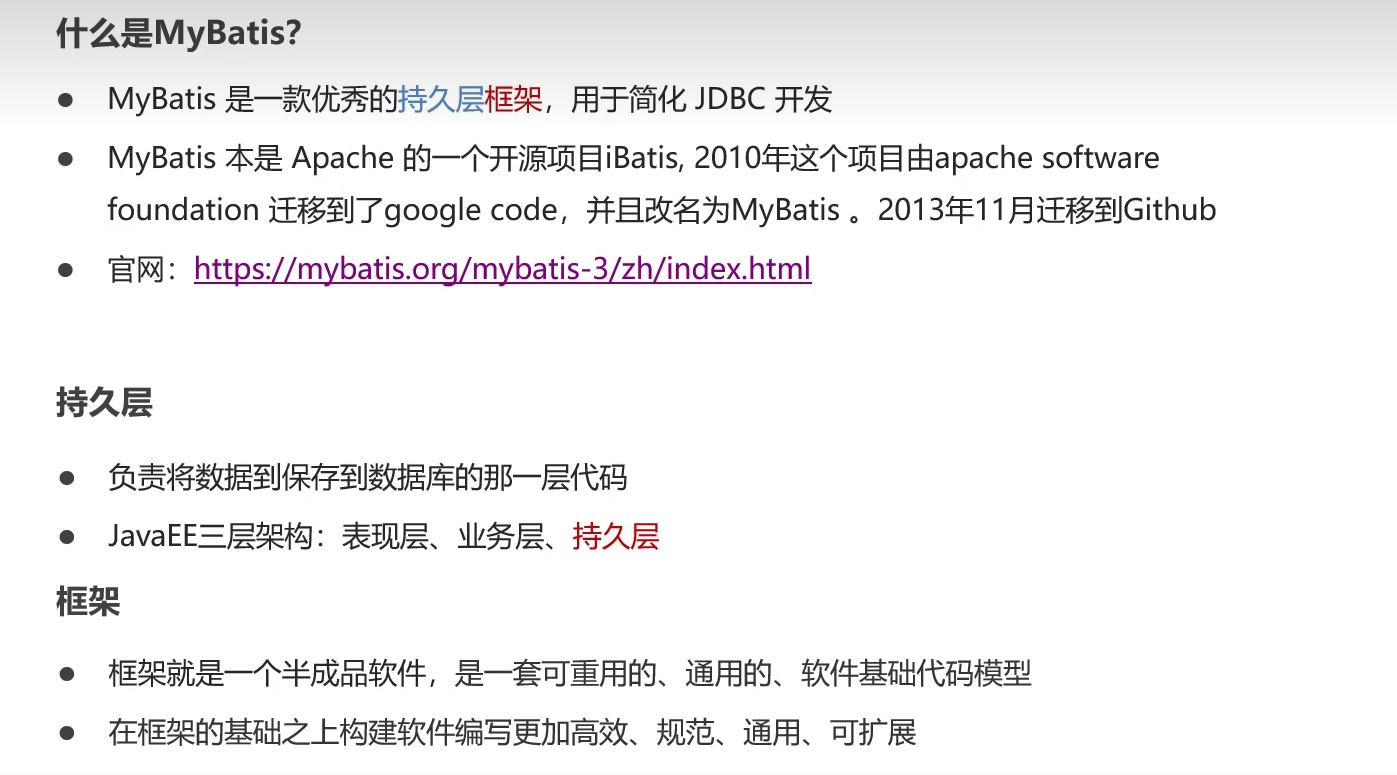 什么是MyBatis?
● MyBatis 是一款优秀的持久层框架，用于简化 JDBC 开发
● MyBatis 本是 Apache 的一个开源项目iBatis, 2010年这个项目由apache software
foundation 迁移到了google code，并且改名为MyBatis 。2013年11月迁移到Github
● 官网：https://mybatis.org/mybatis-3/zh/index.html
持久层
● 负责将数据到保存到数据库的那一层代码
● JavaEE三层架构：表现层、业务层、持久层
框架
● 框架就是一个半成品软件，是一套可重用的、通用的、软件基础代码模型
● 在框架的基础之上构建软件编写更加高效、规范、通用、可扩展